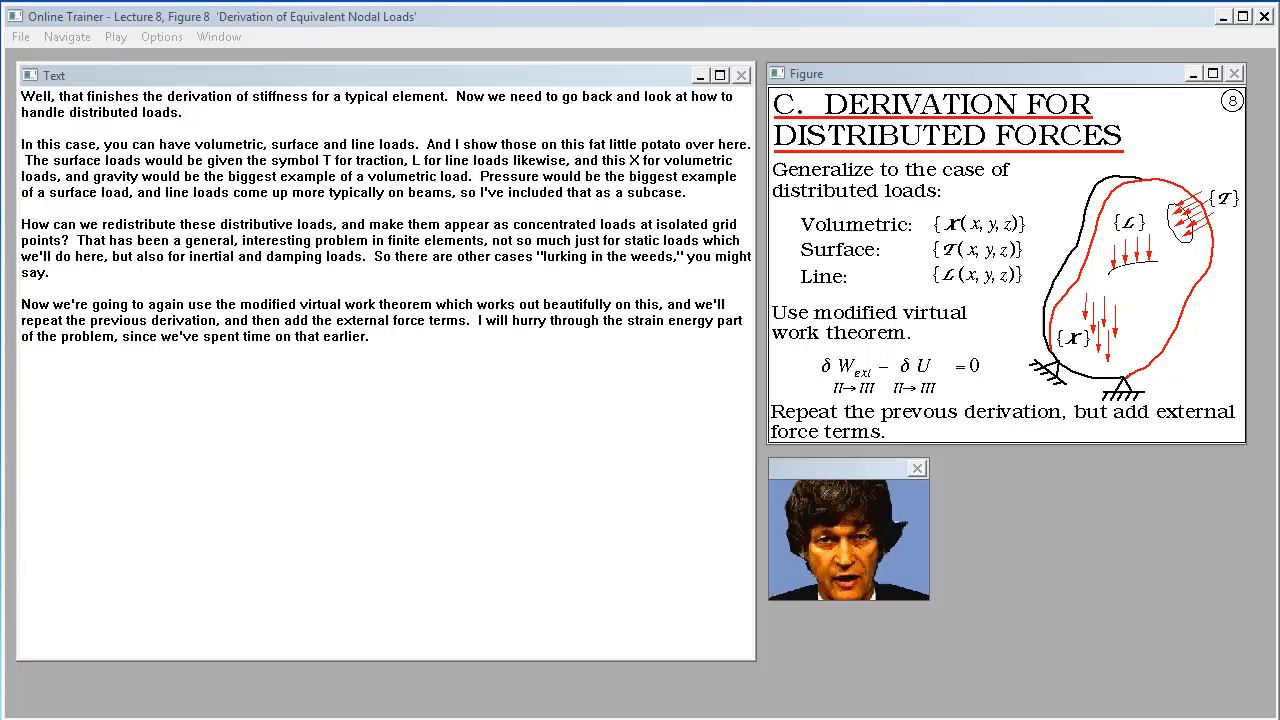 Online Trainer - Lecture 8, Figure 8 'Derivation of Equivalent Nodal Loads'
File Navigate Play Options Window
Text
Well, that finishes the derivation of stiffness for a typical element. Now we need to go back and look at how to
handle distributed loads.
In this case, you can have volumetric, surface and line loads. And I show those on this fat little potato over here.
The surface loads would be given the symbol T for traction, L for line loads likewise, and this X for volumetric
loads, and gravity would be the biggest example of a volumetric load. Pressure would be the biggest example
of a surface load, and line loads come up more typically on beams, so I've included that as a subcase.
How can we redistribute these distributive loads, and make them appear as concentrated loads at isolated grid
points? That has been a general, interesting problem in finite elements, not so much just for static loads which
we'll do here, but also for inertial and damping loads. So there are other cases "lurking in the weeds," you might
say.
Now we're going to again use the modified virtual work theorem which works out beautifully on this, and we'll
repeat the previous derivation, and then add the external force terms. I will hurry through the strain energy part
of the problem, since we've spent time on that earlier.
Figure
C. DERIVATION FOR
DISTRIBUTED FORCES
8
Generalize to the case of
distributed loads:
Volumetric: {X(x, y, z)}
Surface: {T(x, y, z)}
Line: {L(x, y, z)}
{L}
{T}
{X}
Use modified virtual
work theorem.
δ W ext − δ U = 0
II→III II→III
Repeat the prevous derivation, but add external
force terms.